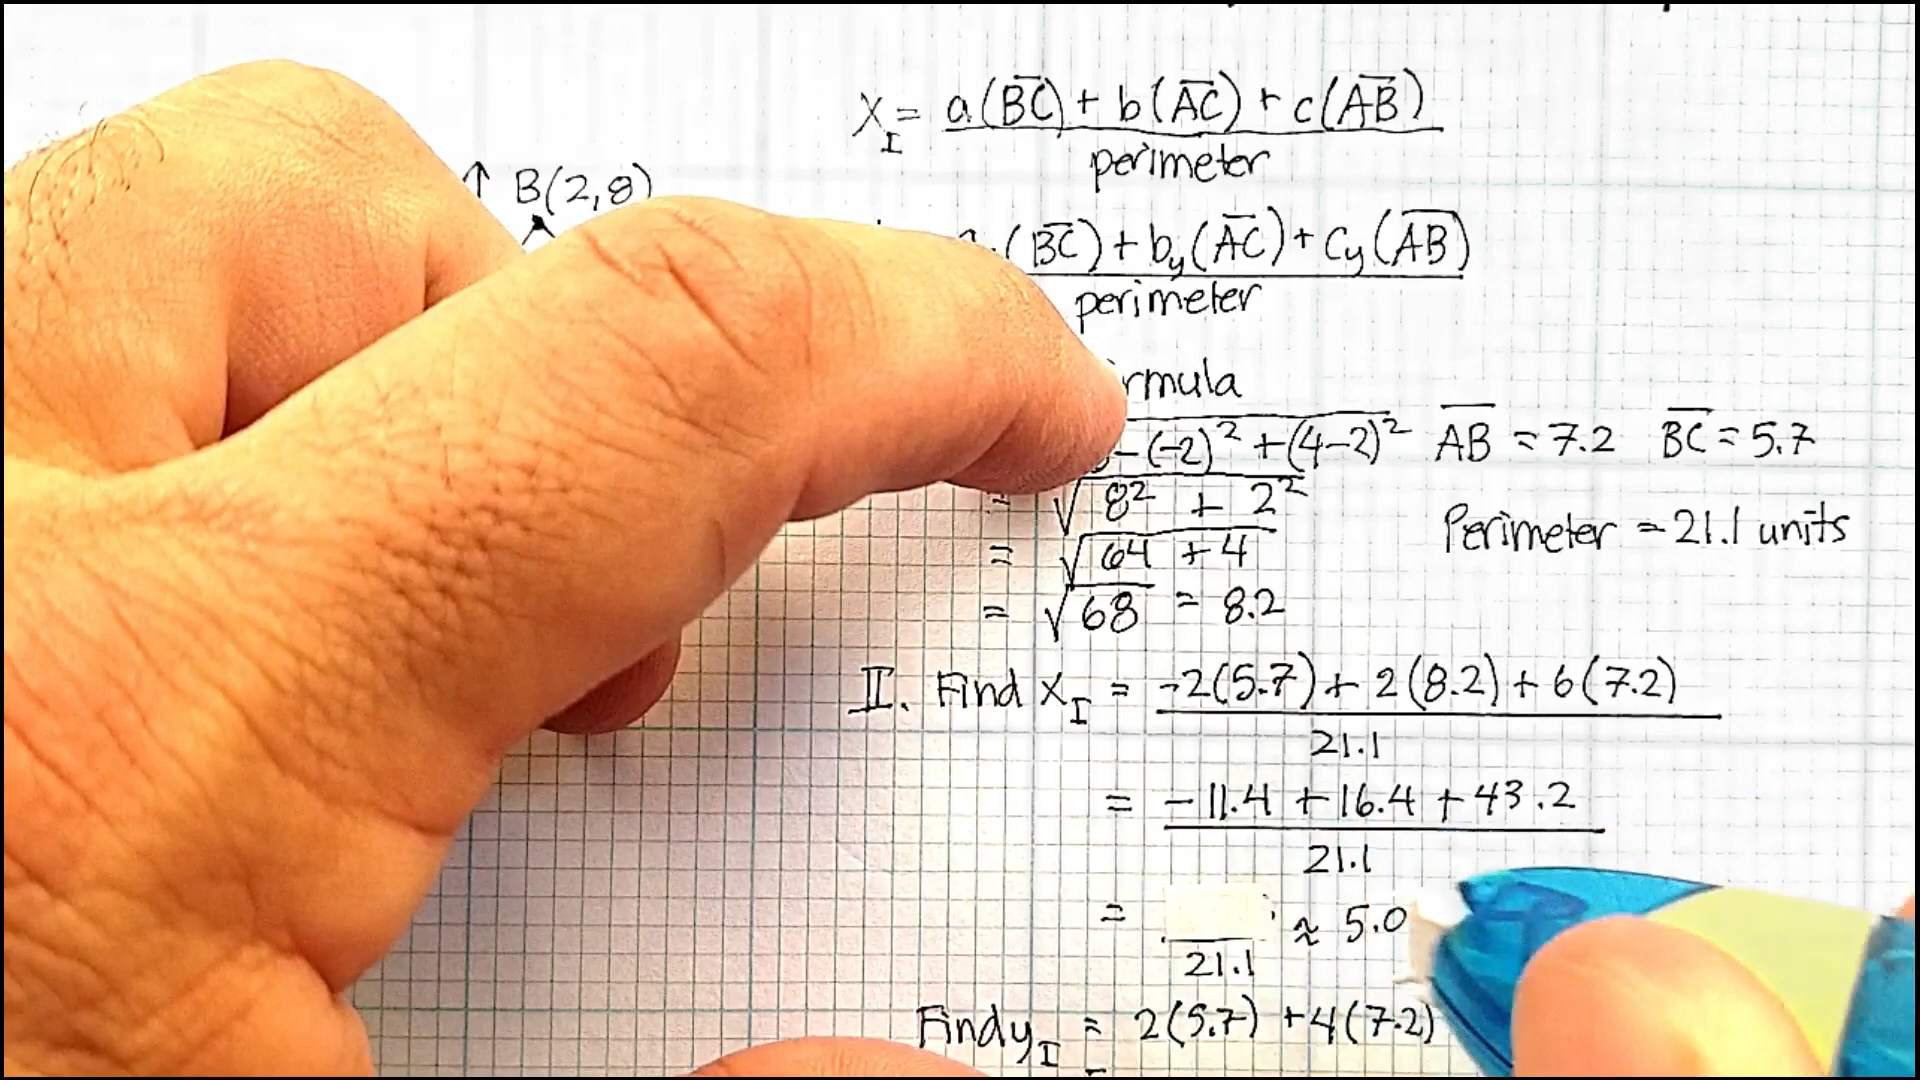 X_I = a(BC) + b(AC) + c(AB)
perimeter
B(2,8)
(BC) + b_y(AC) + C_y(AB)
perimeter
rmula
-(-2)² + (4-2)² AB = 7.2 BC = 5.7
= √8² + 2²
Perimeter = 21.1 units
= √64 + 4
= √68 = 8.2
II. Find X_I = -2(5.7) + 2(8.2) + 6(7.2)
21.1
= -11.4 + 16.4 + 43.2
21.1
= ≈ 5.0
21.1
Find y_I = 2(5.7) + 4(7.2)